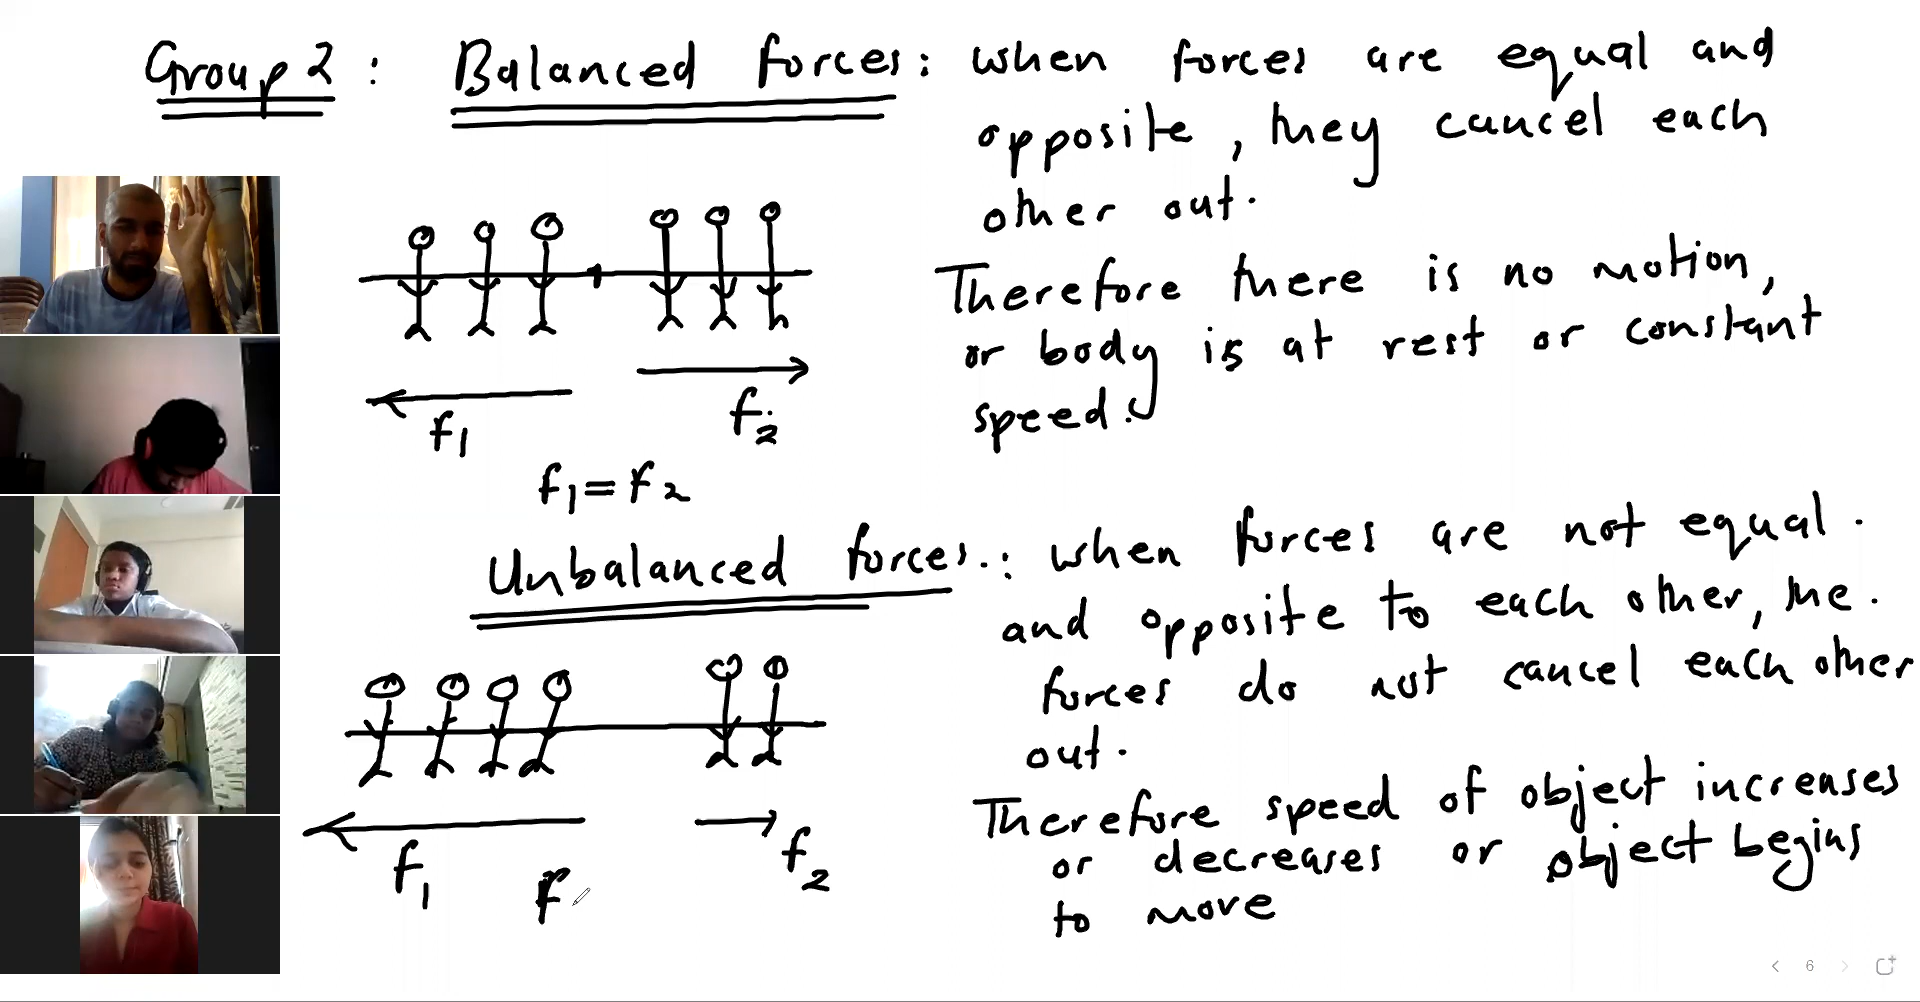 Group 2 : Balanced forces : when forces are equal and
opposite, they cancel each
other out.
Therefore there is no motion,
or body is at rest or constant
speed.
f1
f2
f1 = F2
Unbalanced forces. : when forces are not equal.
and opposite to each other, the.
forces do not cancel each other
out.
Therefore speed of object increases
or decreases or object begins
to move
f1
f2
F
6